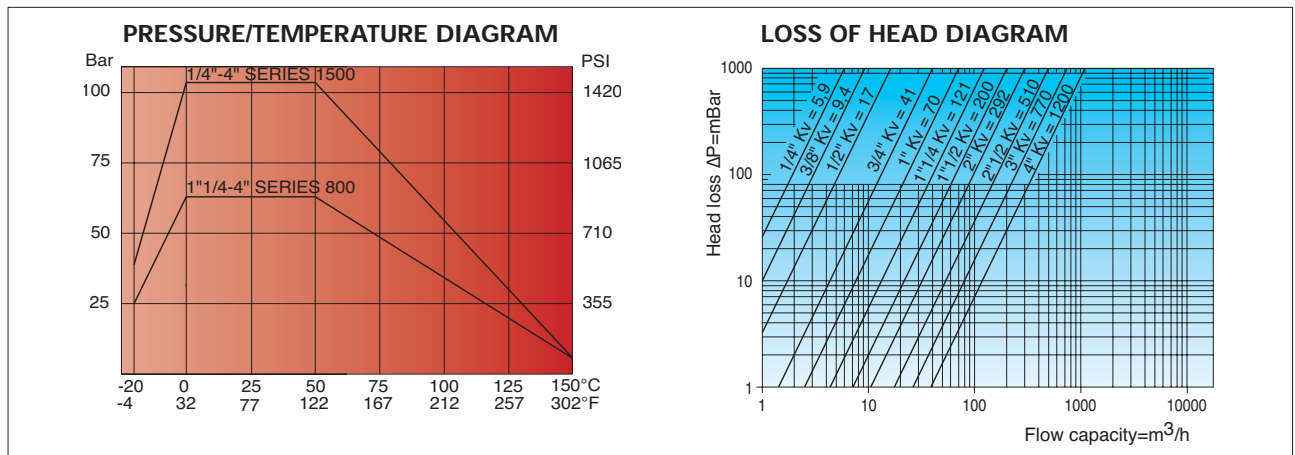 PRESSURE/TEMPERATURE DIAGRAM
Bar
PSI
1/4"-4" SERIES 1500
100
1420
75
1065
1"1/4-4" SERIES 800
50
710
25
355
-20 0 25 50 75 100 125 150°C
-4 32 77 122 167 212 257 302°F
LOSS OF HEAD DIAGRAM
Head loss ΔP=mBar
1000
100
10
1
1/4" Kv = 5,9
3/8" Kv = 9,4
1/2" Kv = 17
3/4" Kv = 41
1" Kv = 70
1"1/4 Kv = 121
1"1/2 Kv = 200
2" Kv = 292
2"1/2 Kv = 510
3" Kv = 770
4" Kv = 1200
1 10 100 1000 10000
Flow capacity=m³/h